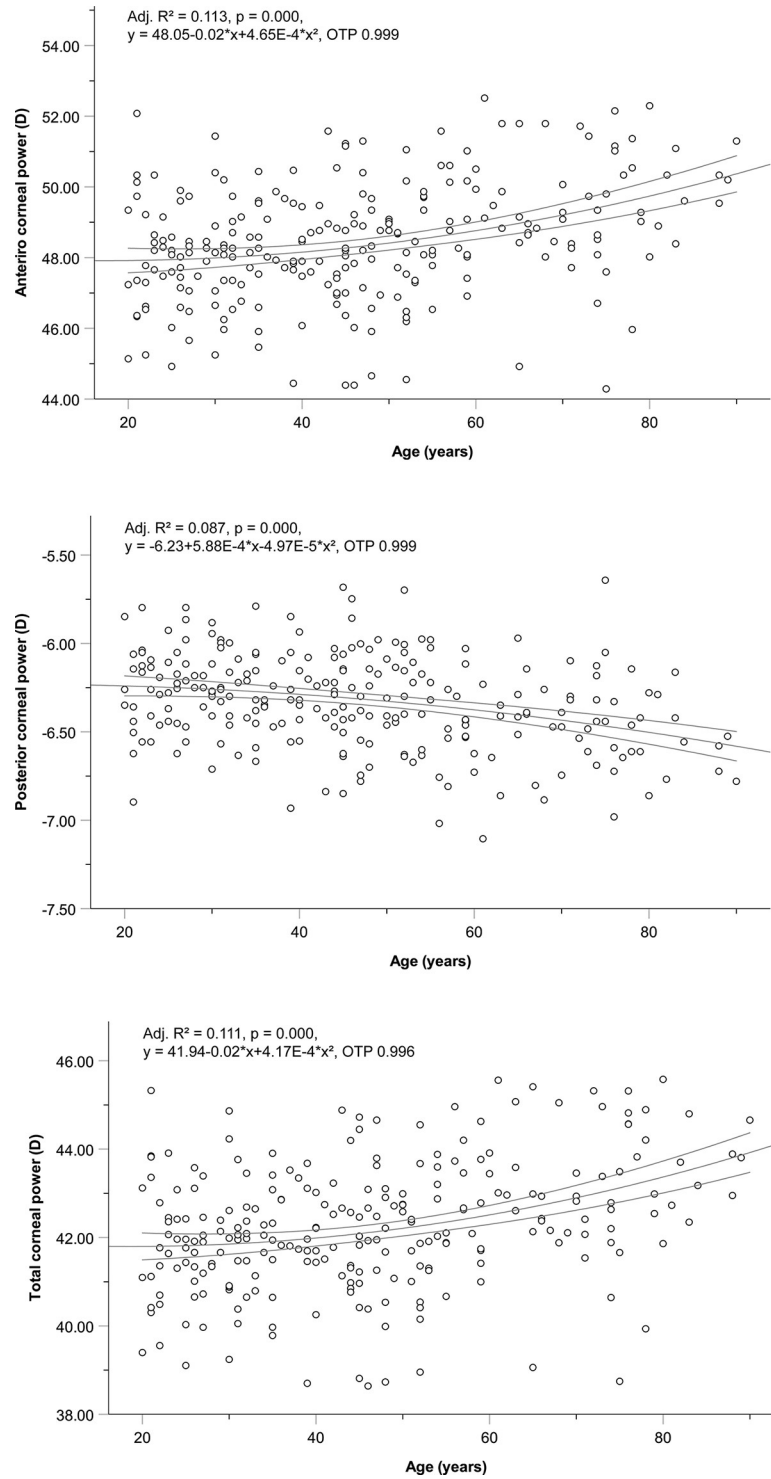 Adj. R² = 0.113, p = 0.000,
y = 48.05-0.02*x+4.65E-4*x², OTP 0.999
54.00
52.00
50.00
48.00
46.00
44.00
Anteriro corneal power (D)
20 40 60 80
Age (years)
Adj. R² = 0.087, p = 0.000,
y = -6.23+5.88E-4*x-4.97E-5*x², OTP 0.999
-5.50
-6.00
-6.50
-7.00
-7.50
Posterior corneal power (D)
20 40 60 80
Age (years)
Adj. R² = 0.111, p = 0.000,
y = 41.94-0.02*x+4.17E-4*x², OTP 0.996
46.00
44.00
42.00
40.00
38.00
Total corneal power (D)
20 40 60 80
Age (years)